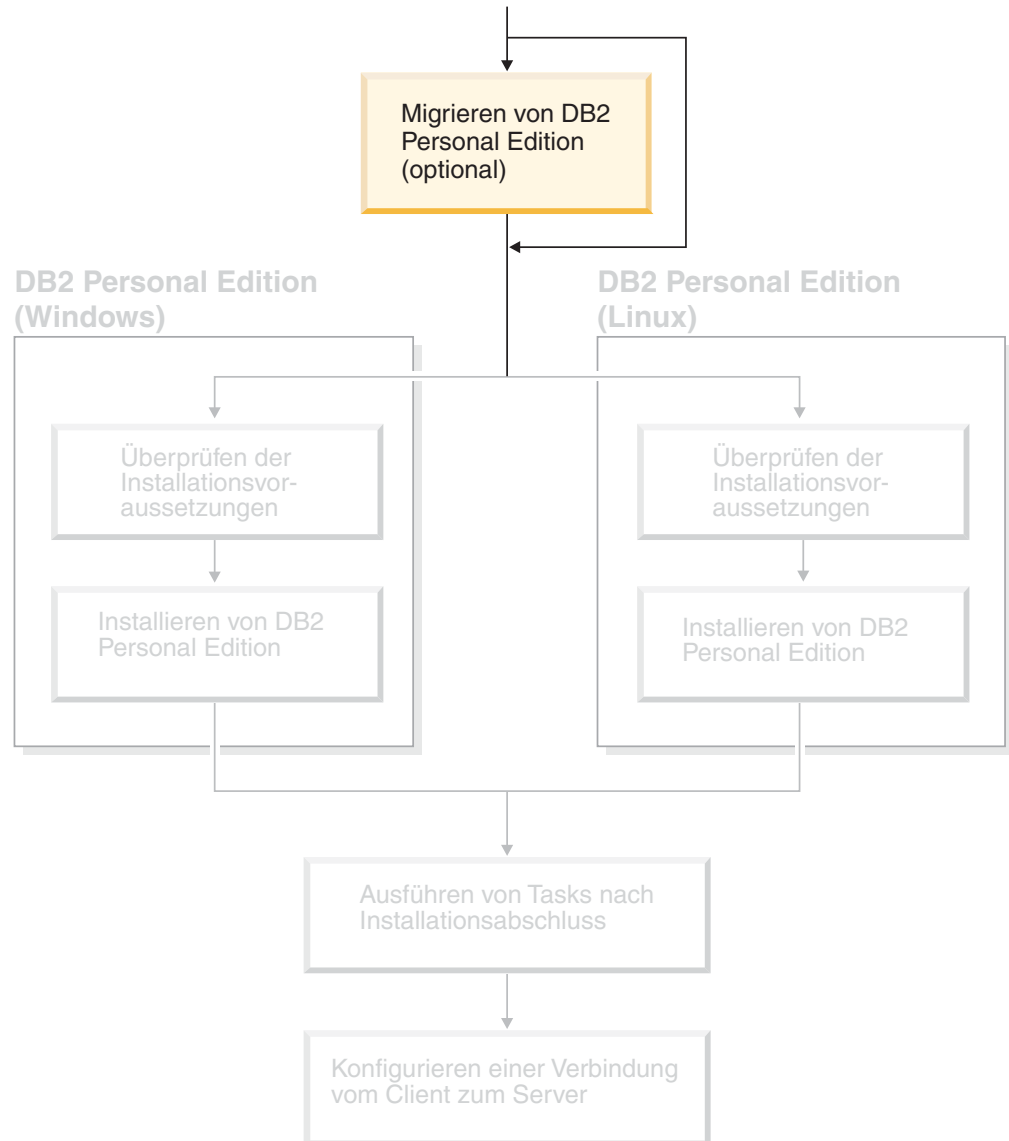 Migrieren von DB2
Personal Edition
(optional)
DB2 Personal Edition
(Windows)
Überprüfen der
Installationsvor-
aussetzungen
Installieren von DB2
Personal Edition
DB2 Personal Edition
(Linux)
Überprüfen der
Installationsvor-
aussetzungen
Installieren von DB2
Personal Edition
Ausführen von Tasks nach
Installationsabschluss
Konfigurieren einer Verbindung
vom Client zum Server